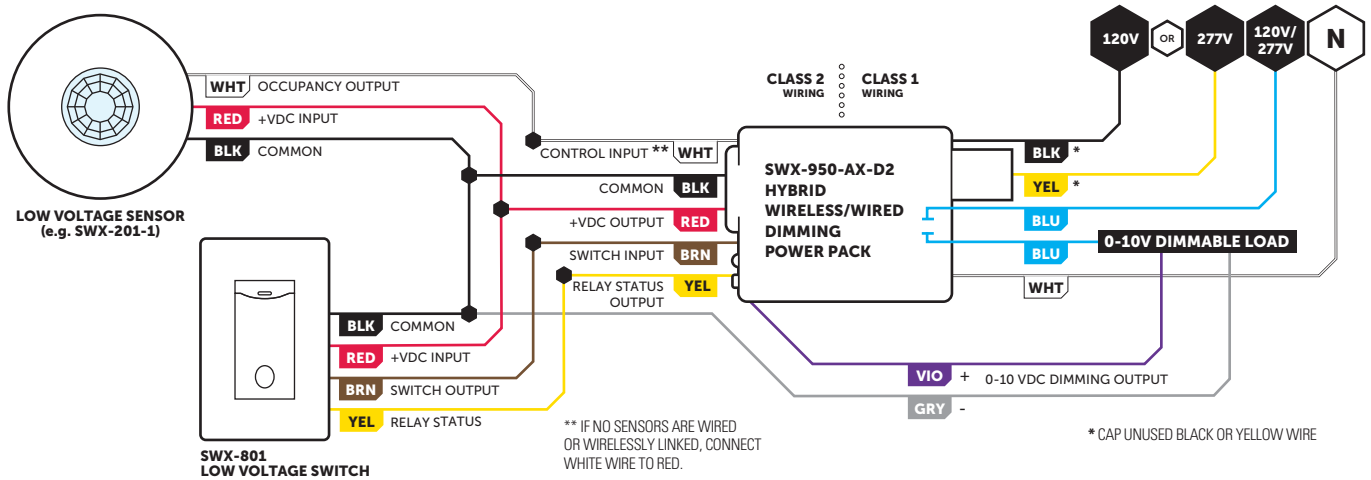 120V
OR
277V
120V/
277V
N
WHT OCCUPANCY OUTPUT
RED +VDC INPUT
BLK COMMON
LOW VOLTAGE SENSOR
(e.g. SWX-201-1)
CLASS 2
WIRING
CLASS 1
WIRING
CONTROL INPUT ** WHT
COMMON BLK
+VDC OUTPUT RED
SWITCH INPUT BRN
RELAY STATUS
OUTPUT
YEL
SWX-950-AX-D2
HYBRID
WIRELESS/WIRED
DIMMING
POWER PACK
BLK *
YEL *
BLU
BLU
0-10V DIMMABLE LOAD
WHT
BLK COMMON
RED +VDC INPUT
BRN SWITCH OUTPUT
YEL RELAY STATUS
SWX-801
LOW VOLTAGE SWITCH
VIO + 0-10 VDC DIMMING OUTPUT
GRY -
** IF NO SENSORS ARE WIRED
OR WIRELESSLY LINKED, CONNECT
WHITE WIRE TO RED.
* CAP UNUSED BLACK OR YELLOW WIRE